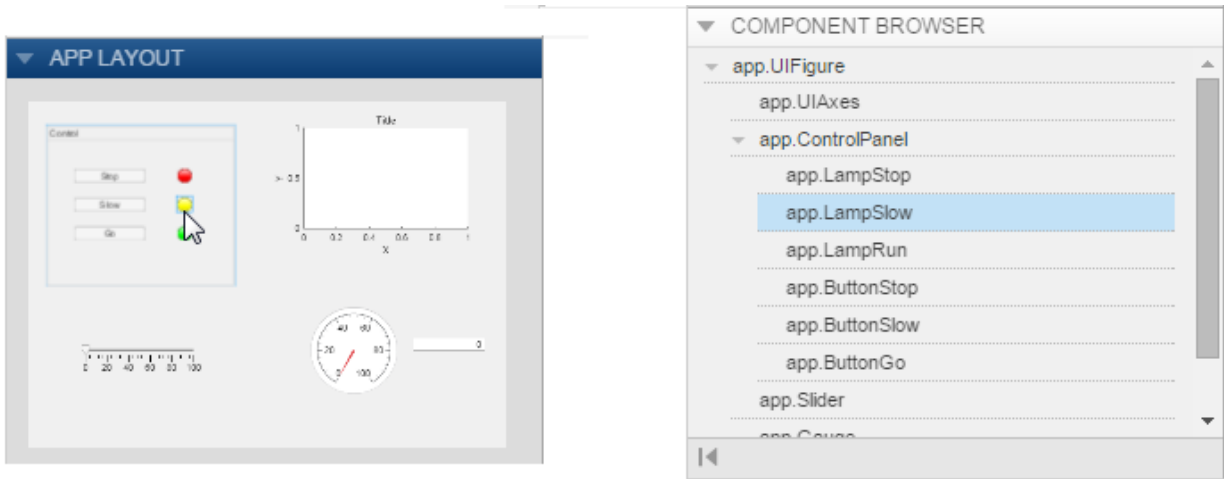 APP LAYOUT
Control
Stop
Slow
Go
Title
1
0.5
0
Y
0 0.2 0.4 0.6 0.8 1
X
0 20 40 60 80 100
40 60
20 80
0 100
0
COMPONENT BROWSER
app.UIFigure
app.UIAxes
app.ControlPanel
app.LampStop
app.LampSlow
app.LampRun
app.ButtonStop
app.ButtonSlow
app.ButtonGo
app.Slider
app.Gauge